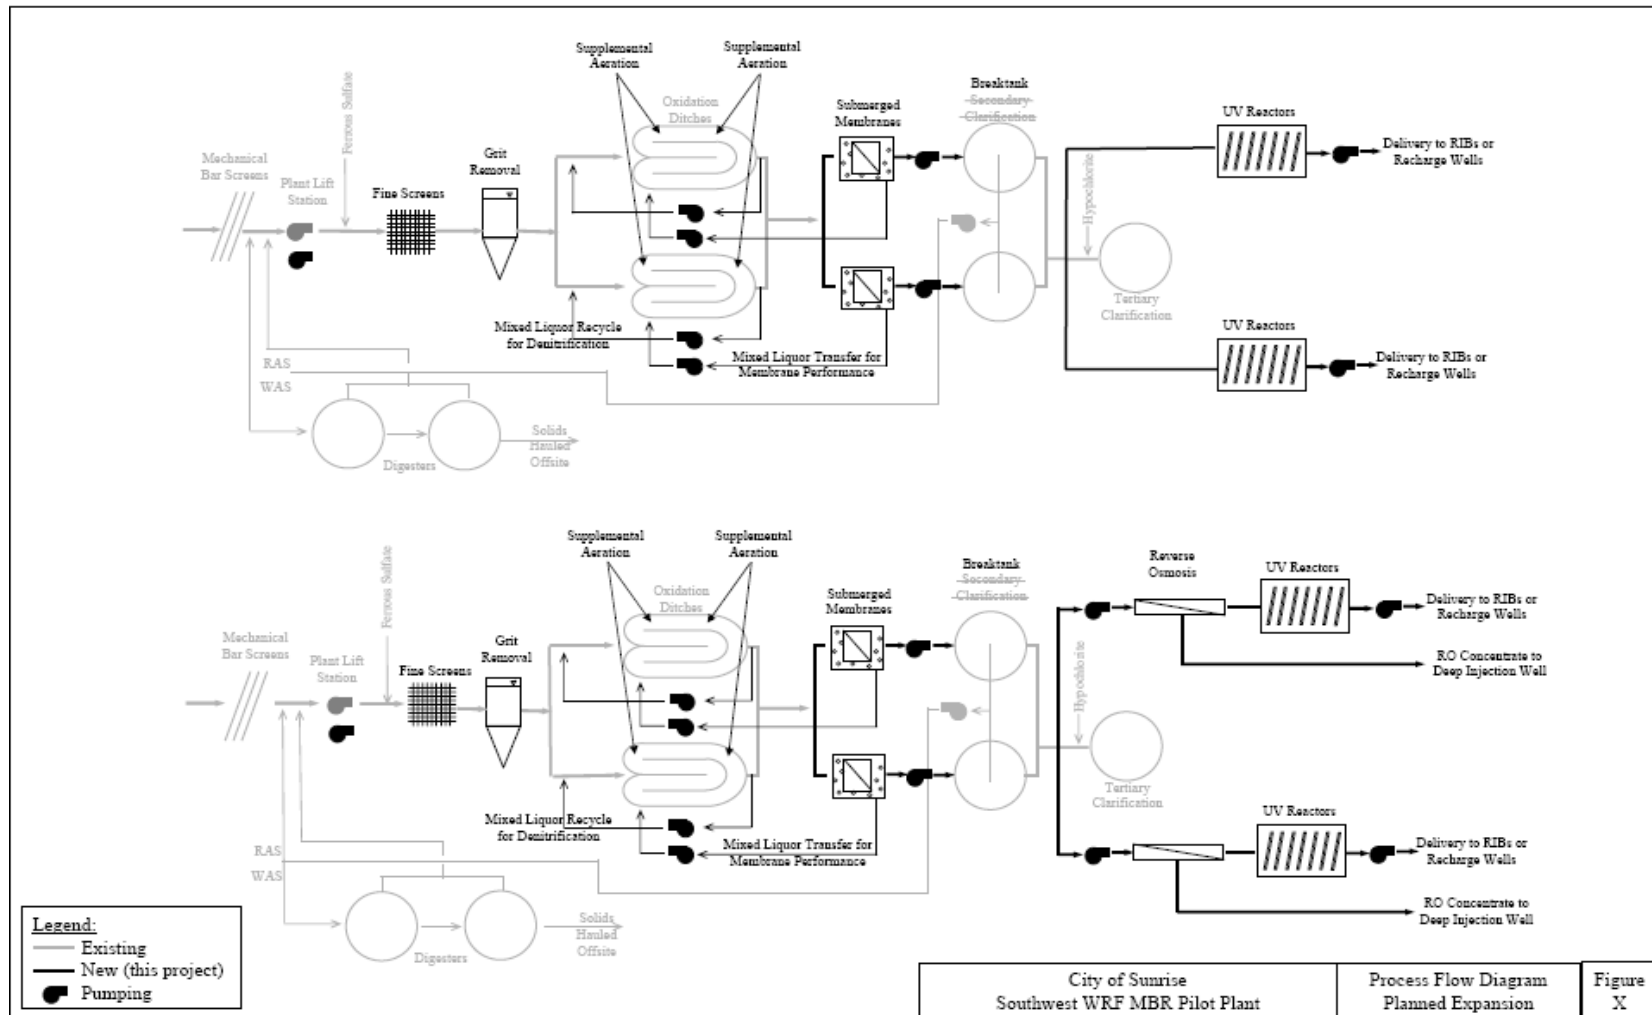 Supplemental
Aeration
Supplemental
Aeration
Ferrous Sulfate
Oxidation
Ditches
Submerged
Membranes
Breaktank
Secondary
Clarification
UV Reactors
Delivery to RIBs or
Recharge Wells
Mechanical
Bar Screens
Plant Lift
Station
Fine Screens
Grit
Removal
Hypochlorite
Tertiary
Clarification
Mixed Liquor Recycle
for Denitrification
Mixed Liquor Transfer for
Membrane Performance
UV Reactors
Delivery to RIBs or
Recharge Wells
RAS
WAS
Digesters
Solids
Hauled
Offsite
Supplemental
Aeration
Supplemental
Aeration
Ferrous Sulfate
Oxidation
Ditches
Submerged
Membranes
Breaktank
Secondary
Clarification
Reverse
Osmosis
UV Reactors
Delivery to RIBs or
Recharge Wells
RO Concentrate to
Deep Injection Well
Mechanical
Bar Screens
Plant Lift
Station
Fine Screens
Grit
Removal
Hypochlorite
Tertiary
Clarification
Mixed Liquor Recycle
for Denitrification
Mixed Liquor Transfer for
Membrane Performance
UV Reactors
Delivery to RIBs or
Recharge Wells
RO Concentrate to
Deep Injection Well
RAS
WAS
Digesters
Solids
Hauled
Offsite
Legend:
Existing
New (this project)
Pumping
City of Sunrise
Southwest WRF MBR Pilot Plant
Process Flow Diagram
Planned Expansion
Figure
X